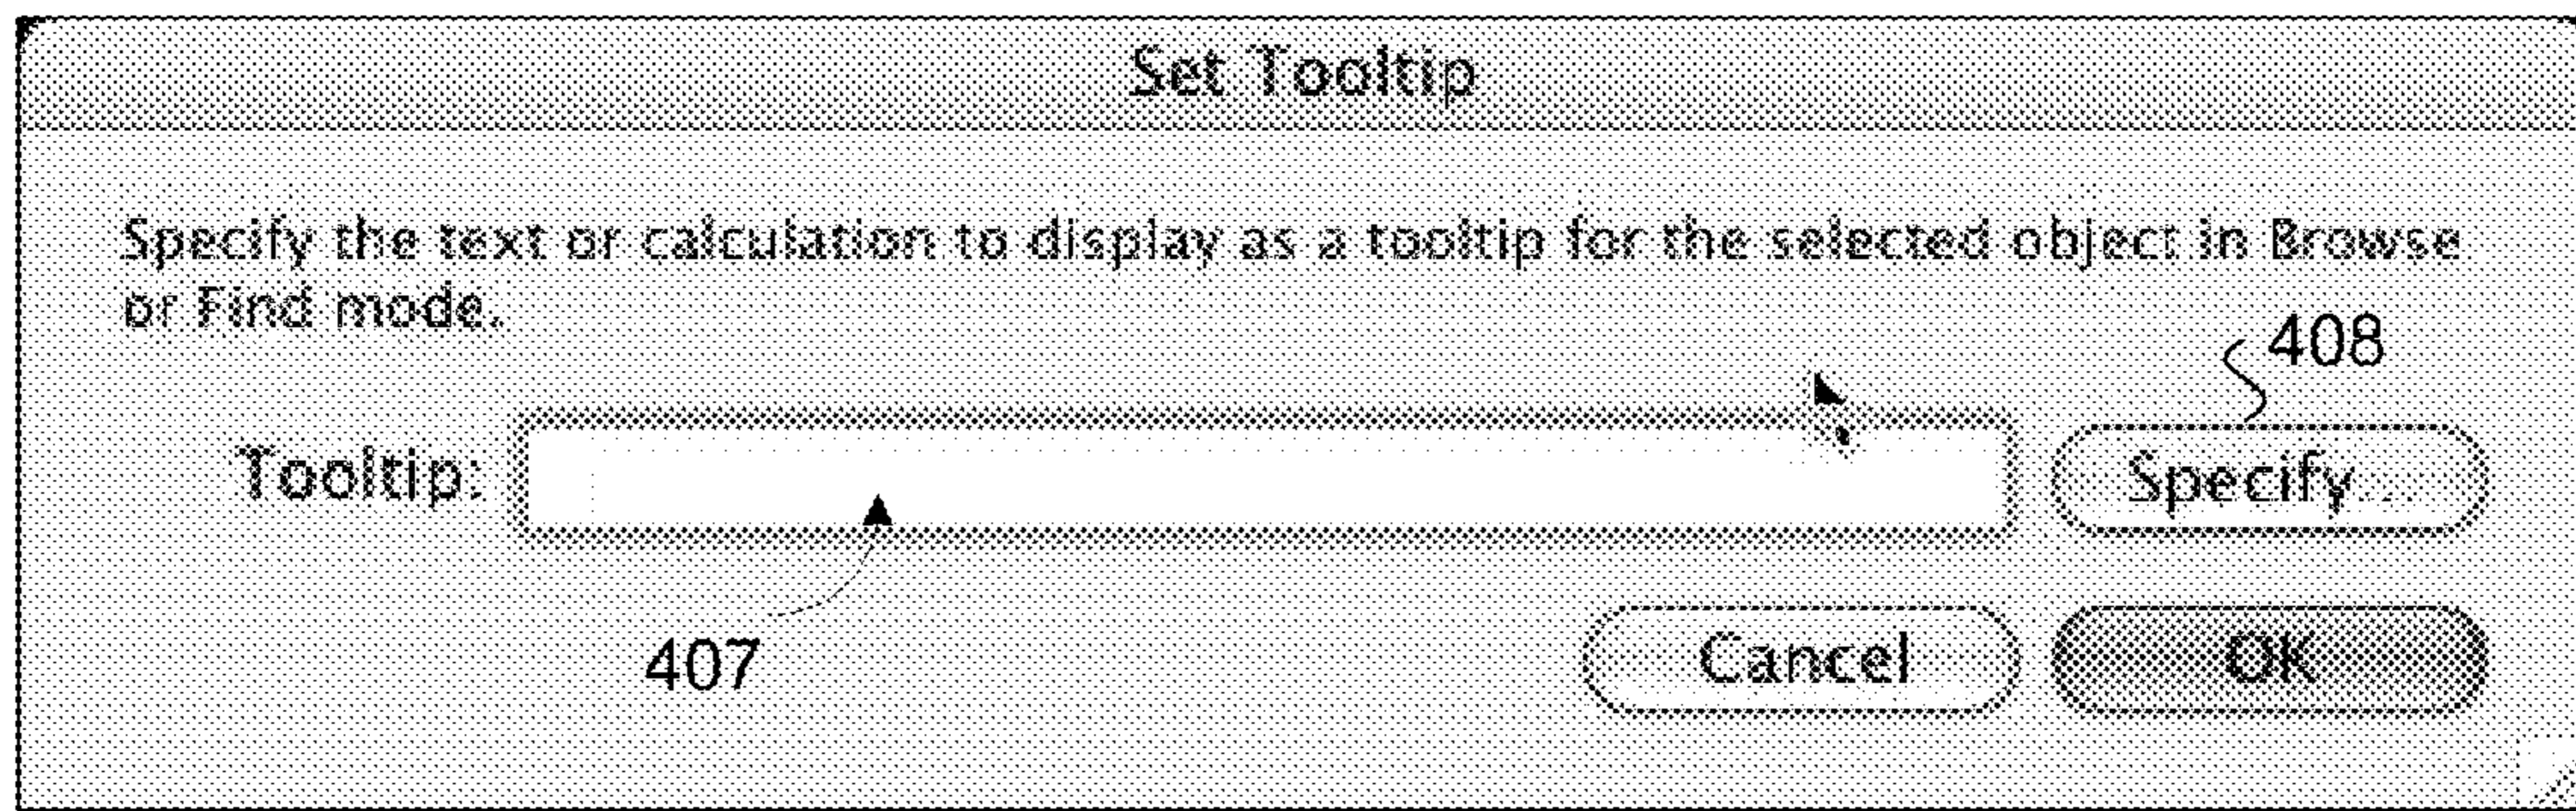 Set Tooltip
Specify the text or calculation to display as a tooltip for the selected object in Browse
or Find mode.
408
Tooltip:
Specify...
407
Cancel
OK